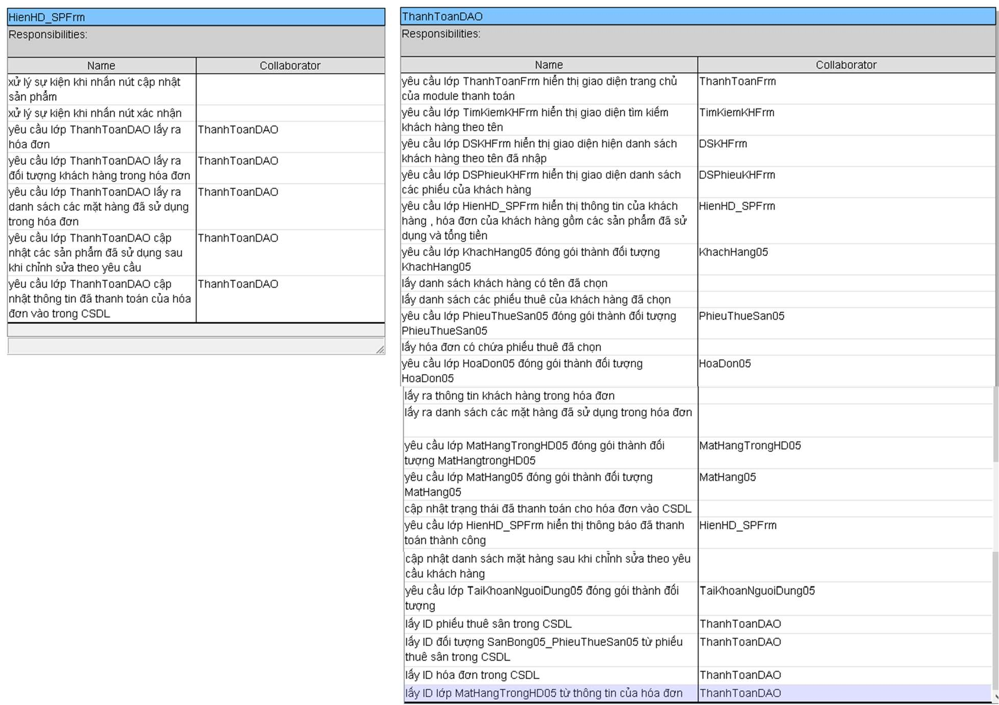 HienHD_SPFrm
Responsibilities:
Name
Collaborator
xử lý sự kiện khi nhấn nút cập nhật
sản phẩm
xử lý sự kiện khi nhấn nút xác nhận
yêu cầu lớp ThanhToanDAO lấy ra
hóa đơn
ThanhToanDAO
yêu cầu lớp ThanhToanDAO lấy ra
đối tượng khách hàng trong hóa đơn
ThanhToanDAO
yêu cầu lớp ThanhToanDAO lấy ra
danh sách các mặt hàng đã sử dụng
trong hóa đơn
ThanhToanDAO
yêu cầu lớp ThanhToanDAO cập
nhật các sản phẩm đã sử dụng sau
khi chỉnh sửa theo yêu cầu
ThanhToanDAO
yêu cầu lớp ThanhToanDAO cập
nhật thông tin đã thanh toán của hóa
đơn vào trong CSDL
ThanhToanDAO
ThanhToanDAO
Responsibilities:
Name
Collaborator
yêu cầu lớp ThanhToanFrm hiển thị giao diện trang chủ
của module thanh toán
ThanhToanFrm
yêu cầu lớp TimKiemKHFrm hiển thị giao diện tìm kiếm
khách hàng theo tên
TimKiemKHFrm
yêu cầu lớp DSKHFrm hiển thị giao diện hiện danh sách
khách hàng theo tên đã nhập
DSKHFrm
yêu cầu lớp DSPhieuKHFrm hiển thị giao diện danh sách
các phiếu của khách hàng
DSPhieuKHFrm
yêu cầu lớp HienHD_SPFrm hiển thị thông tin của khách
hàng , hóa đơn của khách hàng gồm các sản phẩm đã sử
dụng và tổng tiền
HienHD_SPFrm
yêu cầu lớp KhachHang05 đóng gói thành đối tượng
KhachHang05
KhachHang05
lấy danh sách khách hàng có tên đã chọn
lấy danh sách các phiếu thuê của khách hàng đã chọn
yêu cầu lớp PhieuThueSan05 đóng gói thành đối tượng
PhieuThueSan05
PhieuThueSan05
lấy hóa đơn có chứa phiếu thuê đã chọn
yêu cầu lớp HoaDon05 đóng gói thành đối tượng
HoaDon05
HoaDon05
lấy ra thông tin khách hàng trong hóa đơn
lấy ra danh sách các mặt hàng đã sử dụng trong hóa đơn
yêu cầu lớp MatHangTrongHD05 đóng gói thành đối
tượng MatHangtrongHD05
MatHangTrongHD05
yêu cầu lớp MatHang05 đóng gói thành đối tượng
MatHang05
MatHang05
cập nhật trạng thái đã thanh toán cho hóa đơn vào CSDL
yêu cầu lớp HienHD_SPFrm hiển thị thông báo đã thanh
toán thành công
HienHD_SPFrm
cập nhật danh sách mặt hàng sau khi chỉnh sửa theo yêu
cầu khách hàng
yêu cầu lớp TaiKhoanNguoiDung05 đóng gói thành đối
tượng
TaiKhoanNguoiDung05
lấy ID phiếu thuê sân trong CSDL
ThanhToanDAO
lấy ID đối tượng SanBong05_PhieuThueSan05 từ phiếu
thuê sân trong CSDL
ThanhToanDAO
lấy ID hóa đơn trong CSDL
ThanhToanDAO
lấy ID lớp MatHangTrongHD05 từ thông tin của hóa đơn
ThanhToanDAO